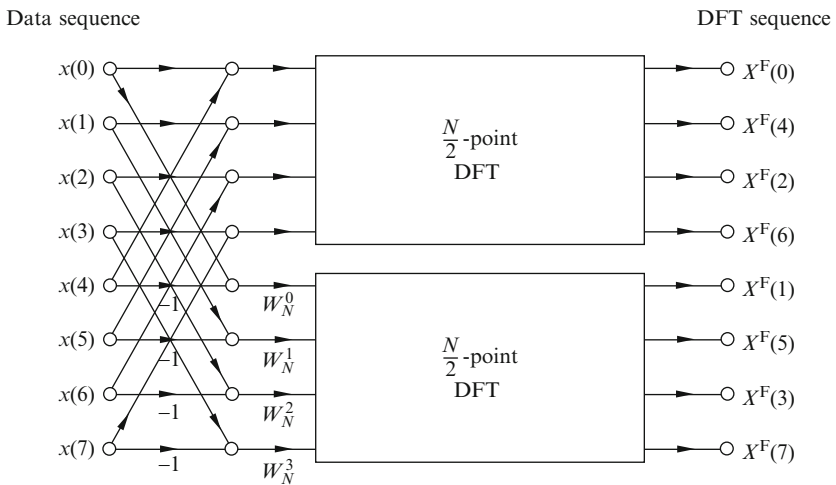 Data sequence
DFT sequence
x(0)
x(1)
x(2)
x(3)
x(4)
x(5)
x(6)
x(7)
–1
–1
–1
–1
W_N^0
W_N^1
W_N^2
W_N^3
N/2 -point
DFT
N/2 -point
DFT
X^F(0)
X^F(4)
X^F(2)
X^F(6)
X^F(1)
X^F(5)
X^F(3)
X^F(7)